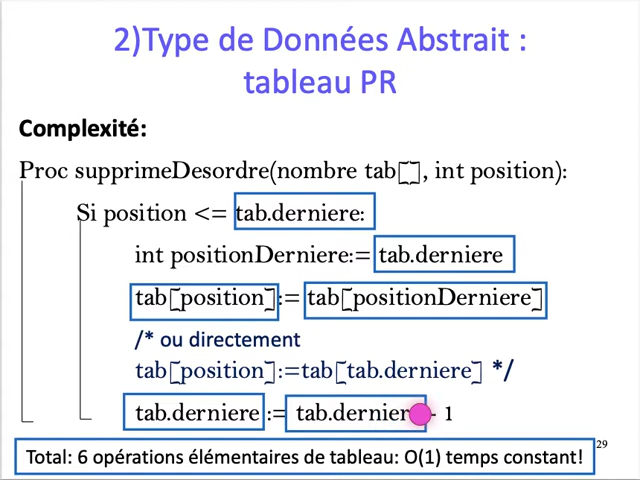 2)Type de Données Abstrait :
tableau PR
Complexité:
Proc supprimeDesordre(nombre tab[], int position):
Si position <= tab.derniere:
int positionDerniere:= tab.derniere
tab[position]:= tab[positionDerniere]
/* ou directement
tab[position]:=tab[tab.derniere] */
tab.derniere := tab.derniere - 1
Total: 6 opérations élémentaires de tableau: O(1) temps constant!
29